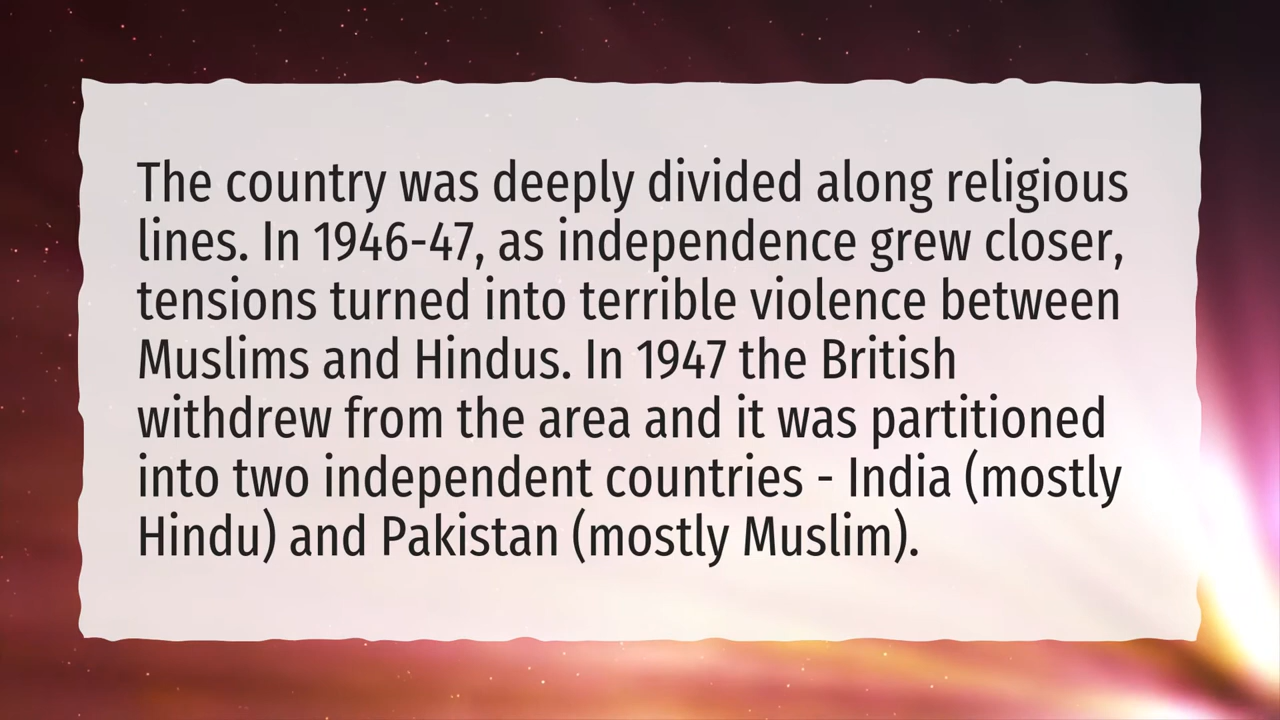 The country was deeply divided along religious
lines. In 1946-47, as independence grew closer,
tensions turned into terrible violence between
Muslims and Hindus. In 1947 the British
withdrew from the area and it was partitioned
into two independent countries - India (mostly
Hindu) and Pakistan (mostly Muslim).